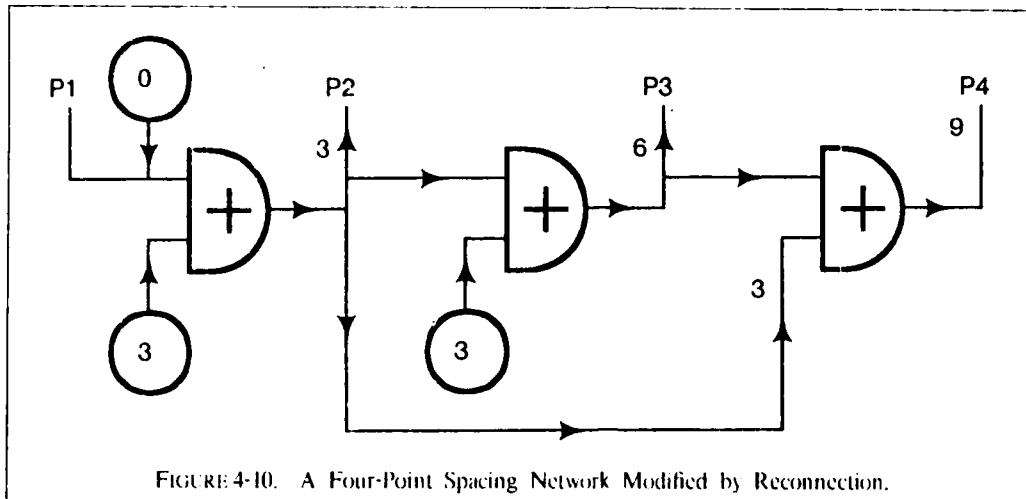 P1
0
P2
P3
P4
3
6
9
+
+
+
3
3
3
FIGURE 4-10. A Four-Point Spacing Network Modified by Reconnection.